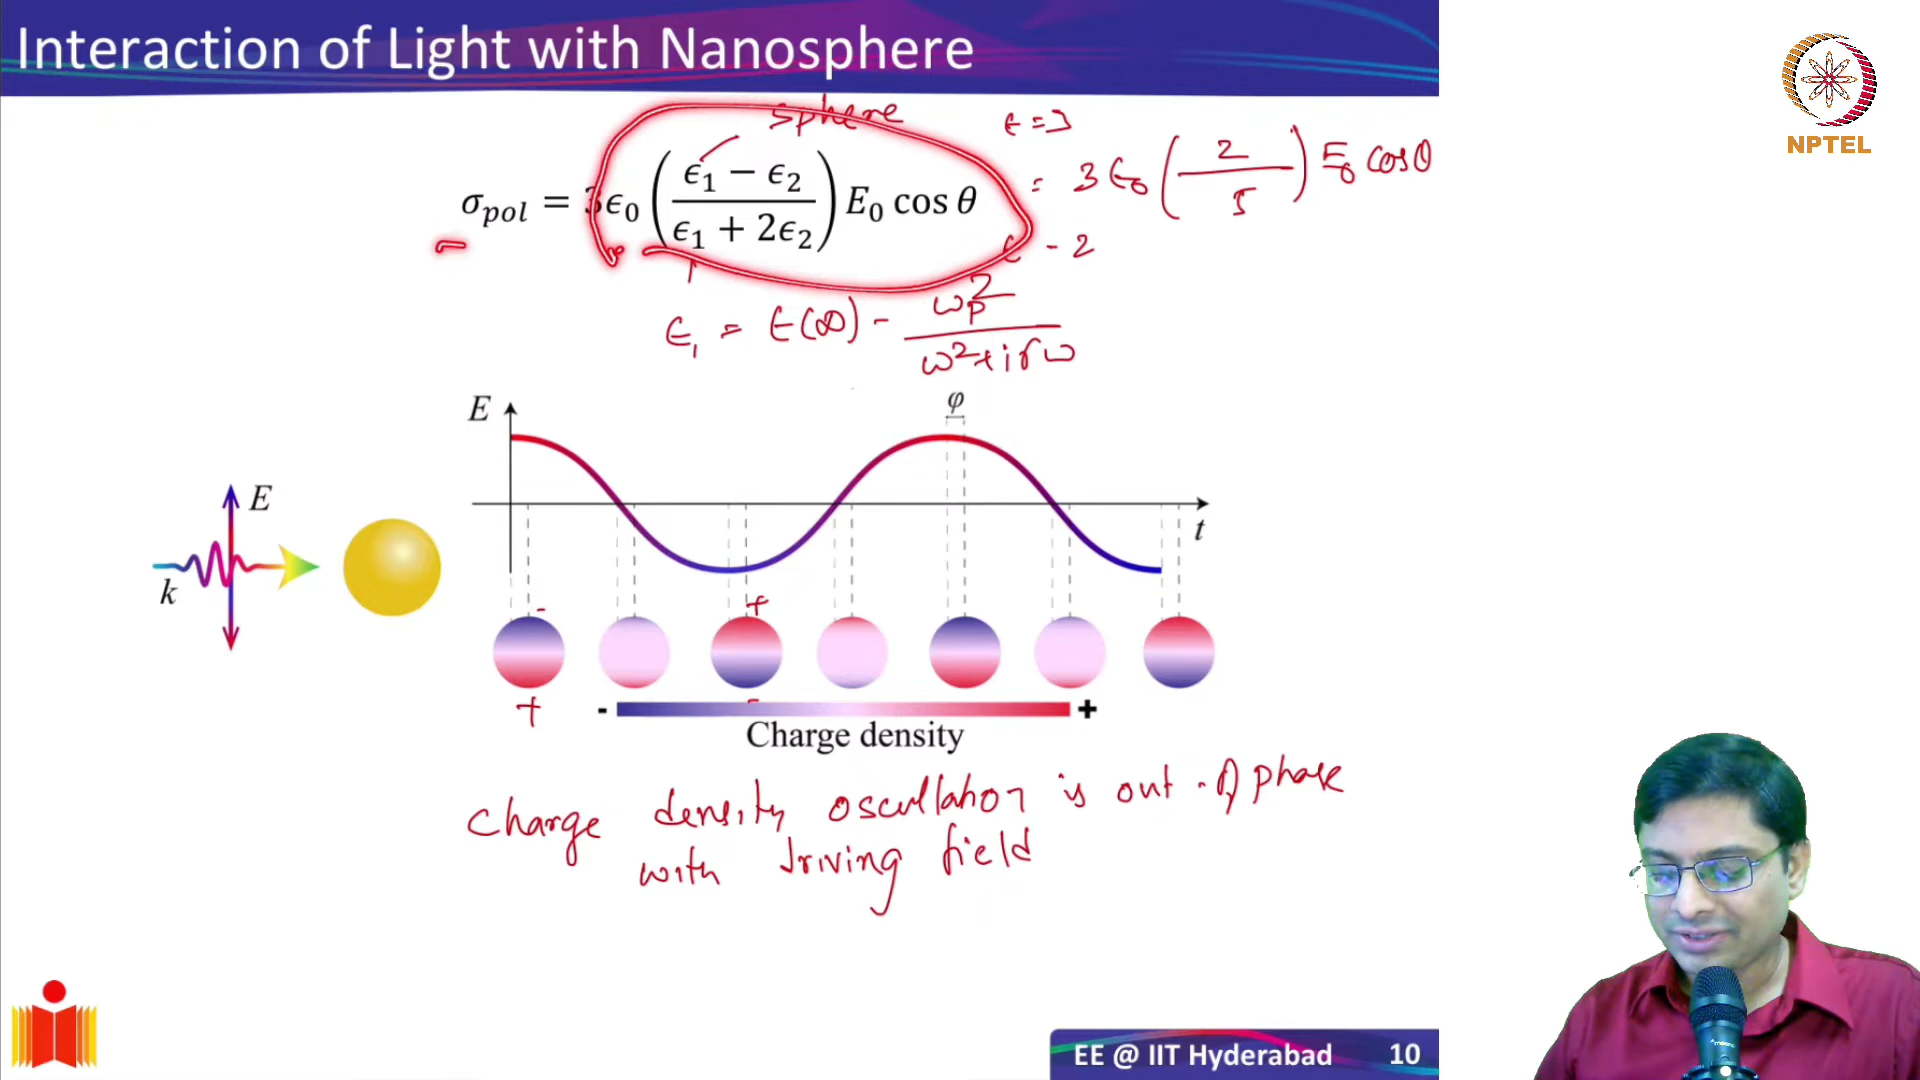 Interaction of Light with Nanosphere
NPTEL
sphere
ϵ = 3
σpol = 3ϵ0 ( (ϵ1 − ϵ2) / (ϵ1 + 2ϵ2) ) E0 cos θ
= 3ϵ0 ( 2 / 5 ) E0 cosθ
ϵ - 2
ϵ1 = ϵ(∞) - ωp² / (ω² + iγω)
E
φ
E
t
k
-
+
+
-
- +
Charge density
charge density oscillation is out-of phase
with driving field
EE @ IIT Hyderabad 10